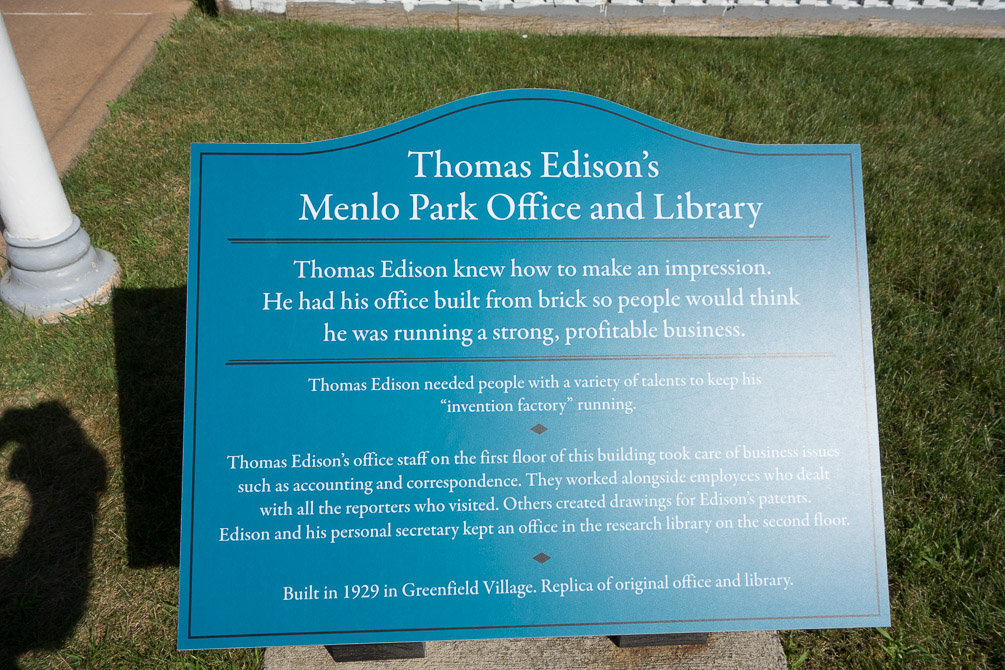 Thomas Edison's
Menlo Park Office and Library
Thomas Edison knew how to make an impression.
He had his office built from brick so people would think
he was running a strong, profitable business.
Thomas Edison needed people with a variety of talents to keep his
“invention factory” running.
Thomas Edison's office staff on the first floor of this building took care of business issues
such as accounting and correspondence. They worked alongside employees who dealt
with all the reporters who visited. Others created drawings for Edison's patents.
Edison and his personal secretary kept an office in the research library on the second floor.
Built in 1929 in Greenfield Village. Replica of original office and library.